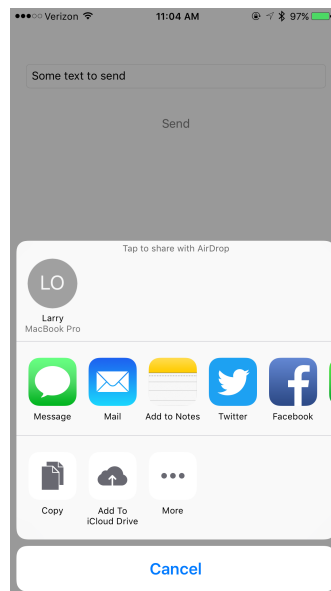 Verizon 11:04 AM 97%
Some text to send
Send
Tap to share with AirDrop
LO
Larry
MacBook Pro
Message Mail Add to Notes Twitter Facebook
Copy Add To More
iCloud Drive
Cancel